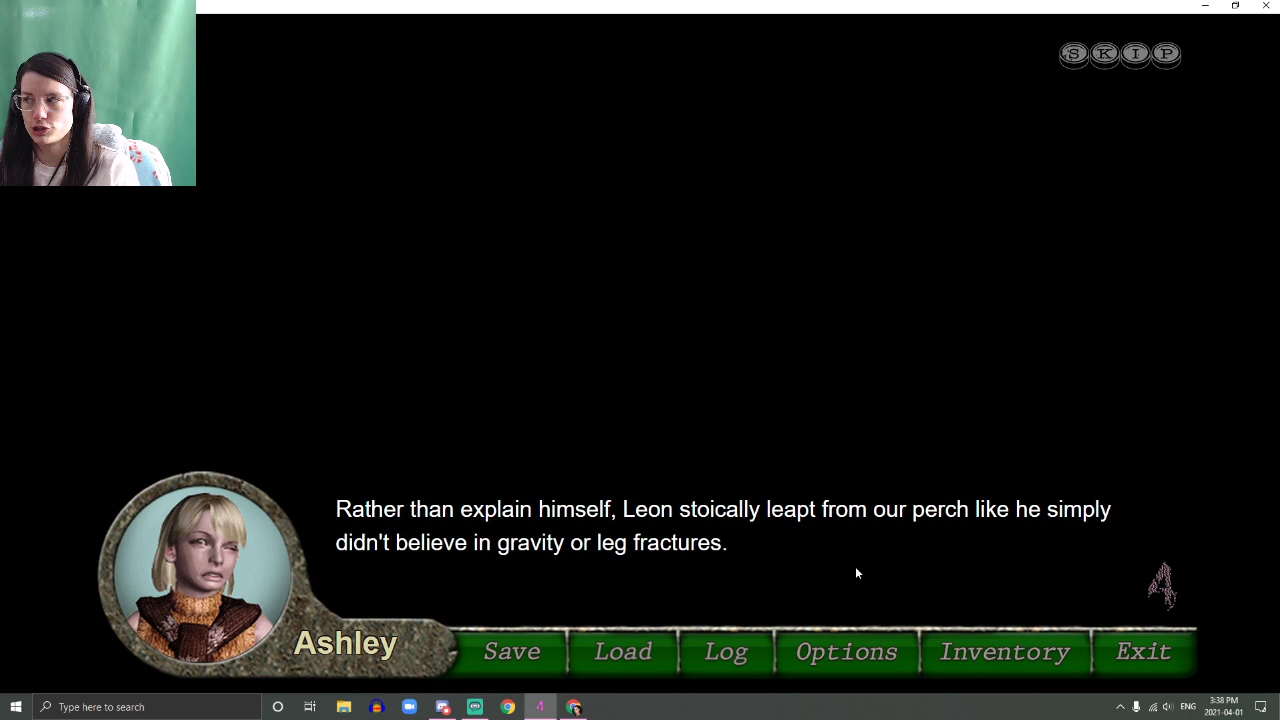 SKIP
Rather than explain himself, Leon stoically leapt from our perch like he simply
didn't believe in gravity or leg fractures.
Ashley
Save Load Log Options Inventory Exit
Type here to search
4
ENG
3:38 PM
2021-04-01